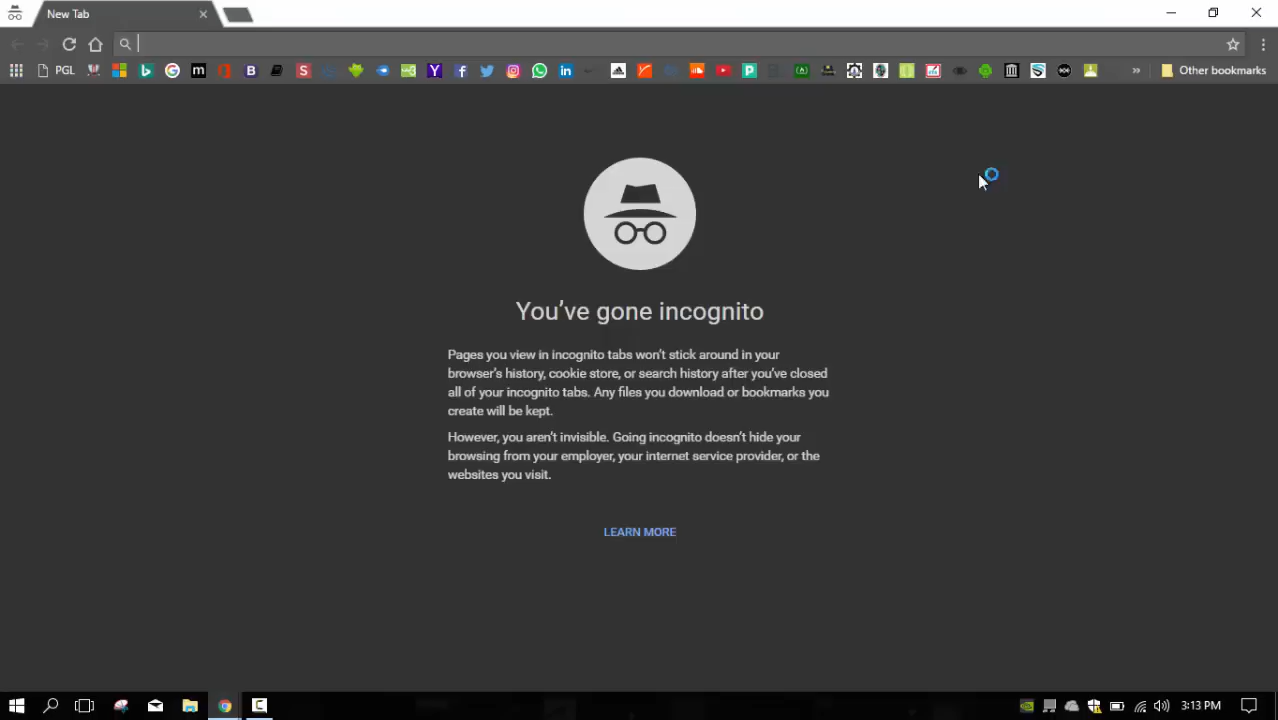 New Tab
PGL
Other bookmarks
You've gone incognito
Pages you view in incognito tabs won't stick around in your
browser's history, cookie store, or search history after you've closed
all of your incognito tabs. Any files you download or bookmarks you
create will be kept.
However, you aren't invisible. Going incognito doesn't hide your
browsing from your employer, your internet service provider, or the
websites you visit.
LEARN MORE
3:13 PM